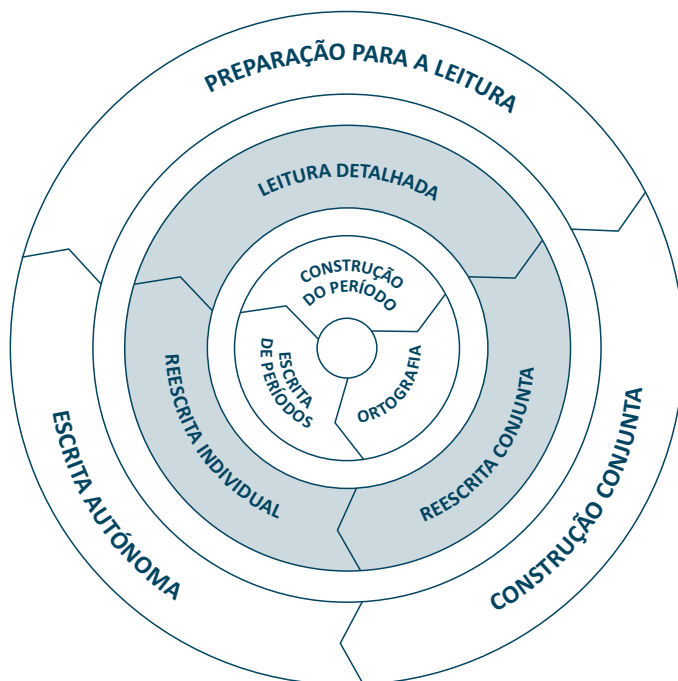 PREPARAÇÃO PARA A LEITURA
LEITURA DETALHADA
CONSTRUÇÃO
DO PERÍODO
ESCRITA
DE PERÍODOS
ORTOGRAFIA
REESCRITA INDIVIDUAL
REESCRITA CONJUNTA
ESCRITA AUTÓNOMA
CONSTRUÇÃO CONJUNTA